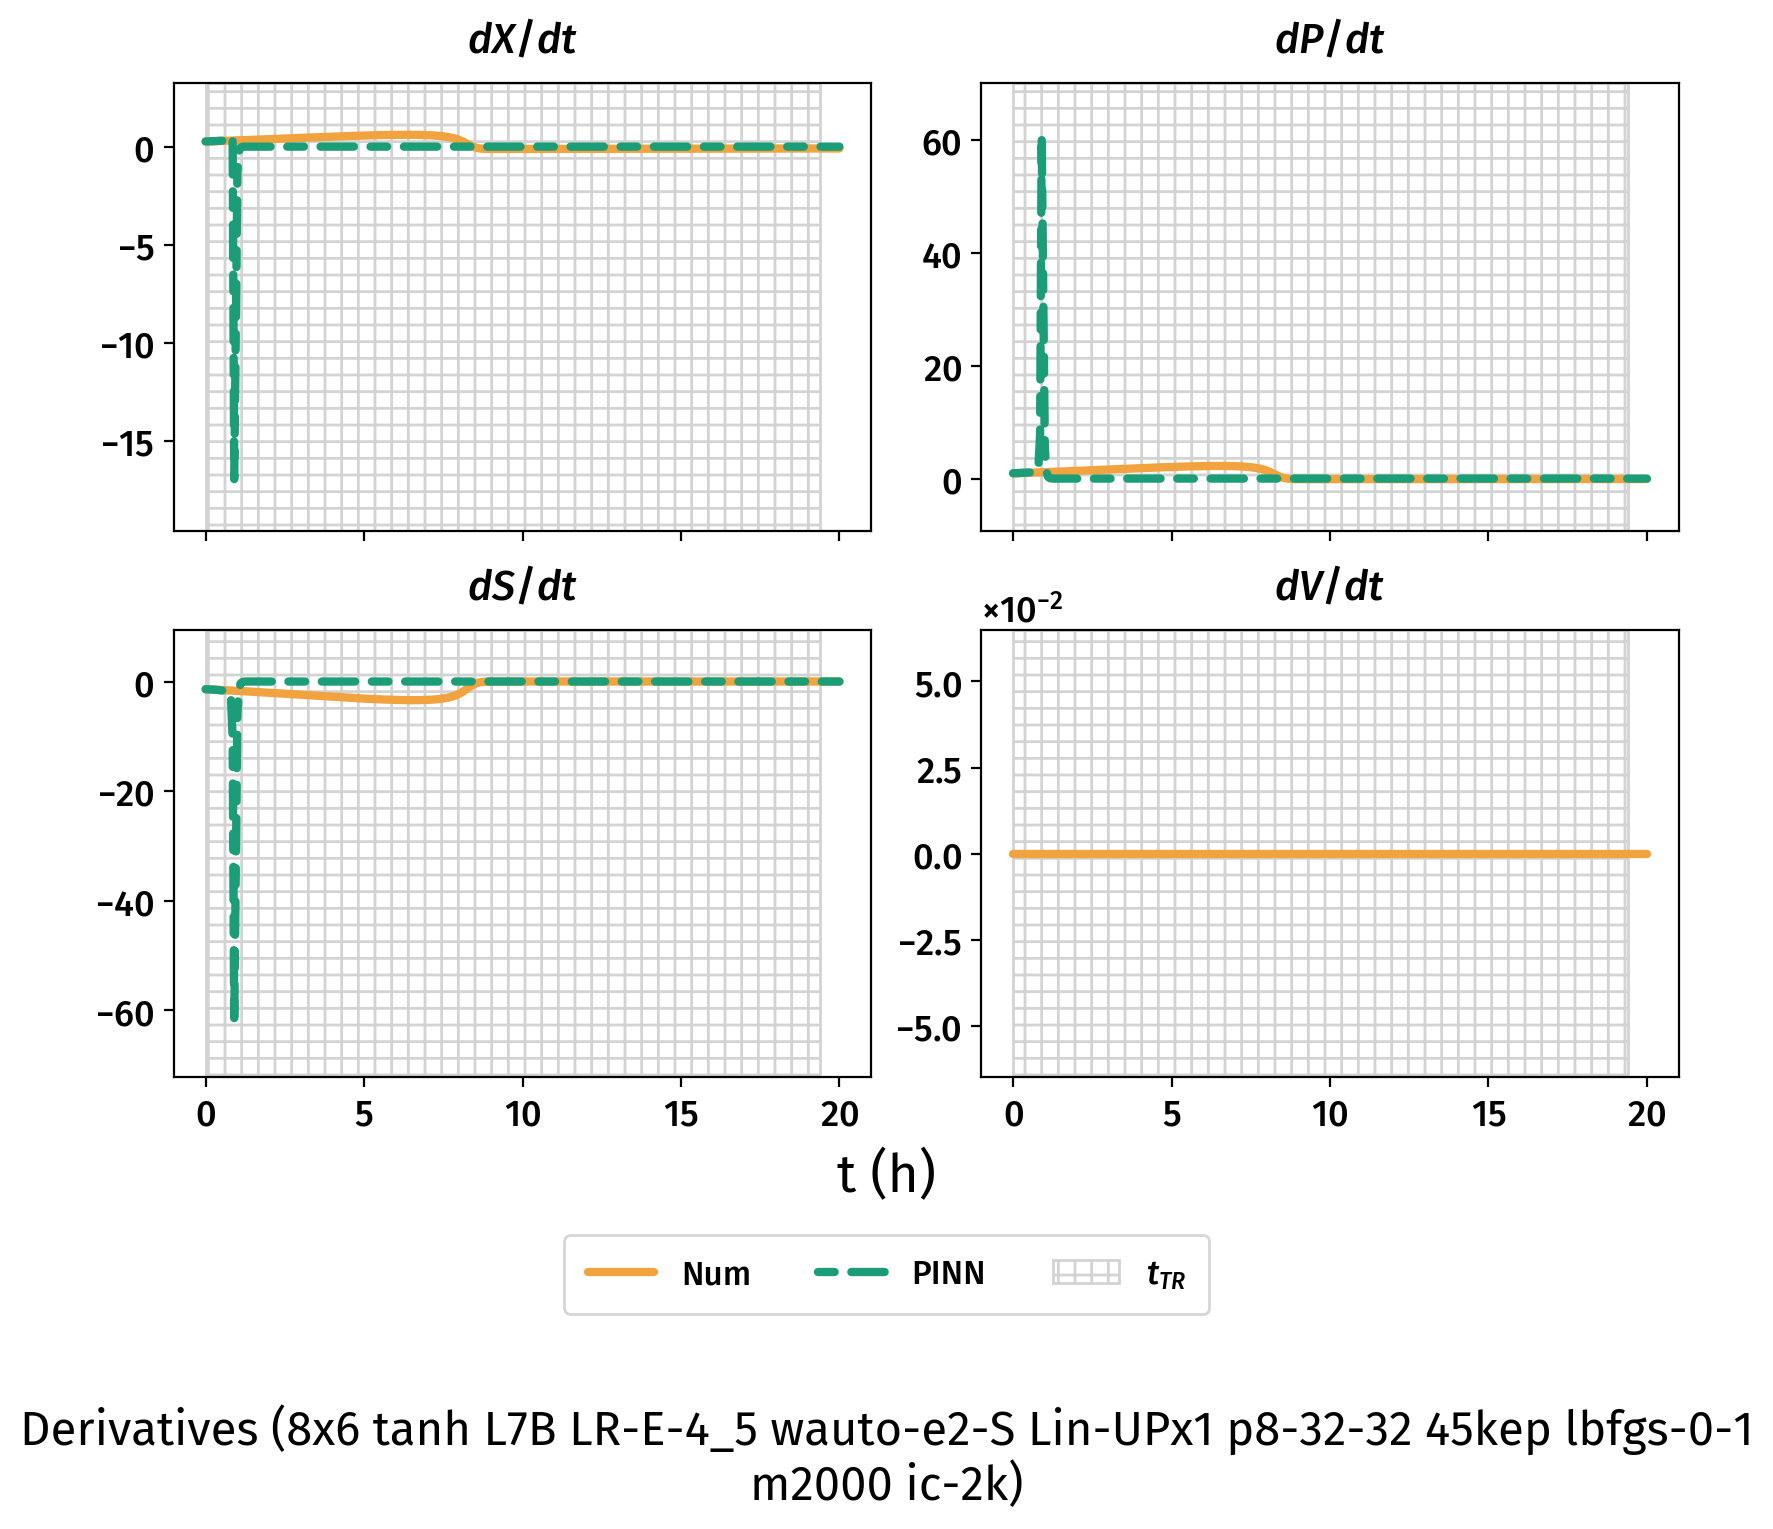 dX/dt
dP/dt
0
−5
−10
−15
60
40
20
0
dS/dt
dV/dt
×10⁻²
0
−20
−40
−60
5.0
2.5
0.0
−2.5
−5.0
0 5 10 15 20
0 5 10 15 20
t (h)
Num PINN t_TR
Derivatives (8x6 tanh L7B LR-E-4_5 wauto-e2-S Lin-UPx1 p8-32-32 45kep lbfgs-0-1
m2000 ic-2k)